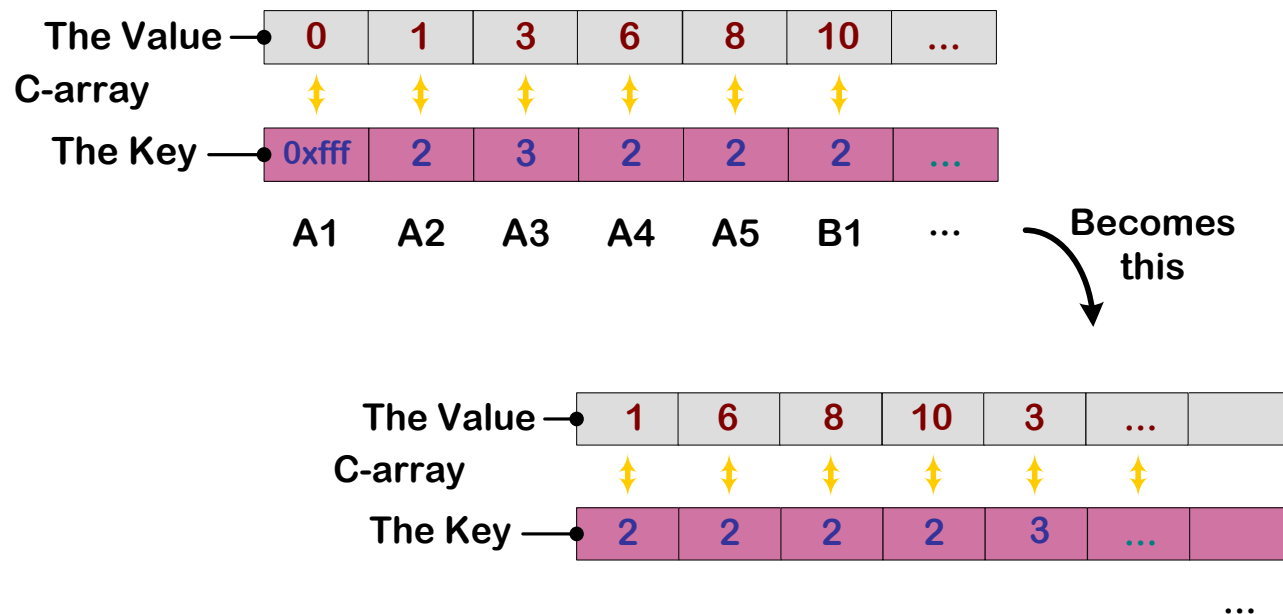 The Value 0 1 3 6 8 10 ...
C-array
The Key 0xfff 2 3 2 2 2 ...
A1 A2 A3 A4 A5 B1 ...
Becomes
this
The Value 1 6 8 10 3 ...
C-array
The Key 2 2 2 2 3 ...
...